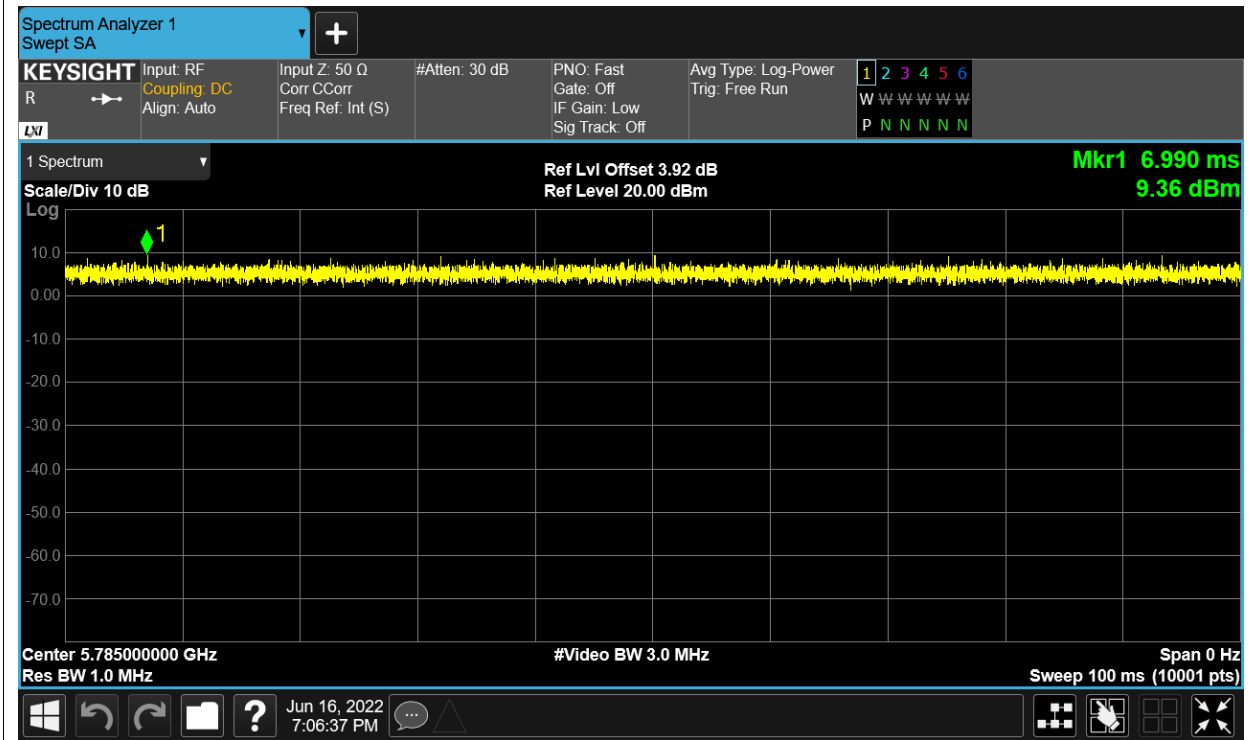 Spectrum Analyzer 1
Swept SA
KEYSIGHT
R
LXI
Input: RF
Coupling: DC
Align: Auto
Input Z: 50 Ω
Corr CCorr
Freq Ref: Int (S)
#Atten: 30 dB
PNO: Fast
Gate: Off
IF Gain: Low
Sig Track: Off
Avg Type: Log-Power
Trig: Free Run
1 2 3 4 5 6
W W W W W W
P N N N N N
1 Spectrum
Scale/Div 10 dB
Ref Lvl Offset 3.92 dB
Ref Level 20.00 dBm
Mkr1 6.990 ms
9.36 dBm
Log
1
10.0
0.00
-10.0
-20.0
-30.0
-40.0
-50.0
-60.0
-70.0
Center 5.785000000 GHz
Res BW 1.0 MHz
#Video BW 3.0 MHz
Span 0 Hz
Sweep 100 ms (10001 pts)
?
Jun 16, 2022
7:06:37 PM